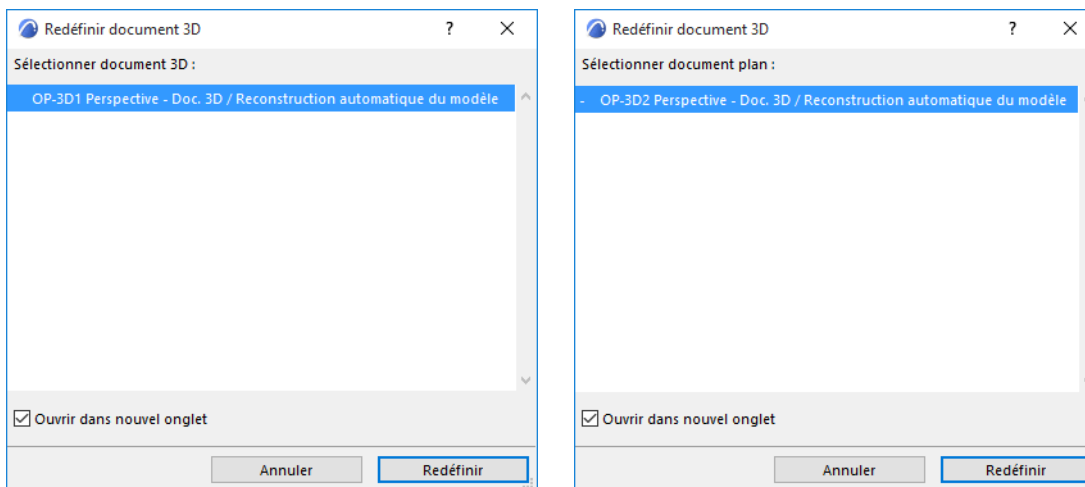 Redéfinir document 3D ?
Sélectionner document 3D :
OP-3D1 Perspective - Doc. 3D / Reconstruction automatique du modèle
Ouvrir dans nouvel onglet
Annuler Redéfinir
Redéfinir document 3D ?
Sélectionner document plan :
- OP-3D2 Perspective - Doc. 3D / Reconstruction automatique du modèle
Ouvrir dans nouvel onglet
Annuler Redéfinir